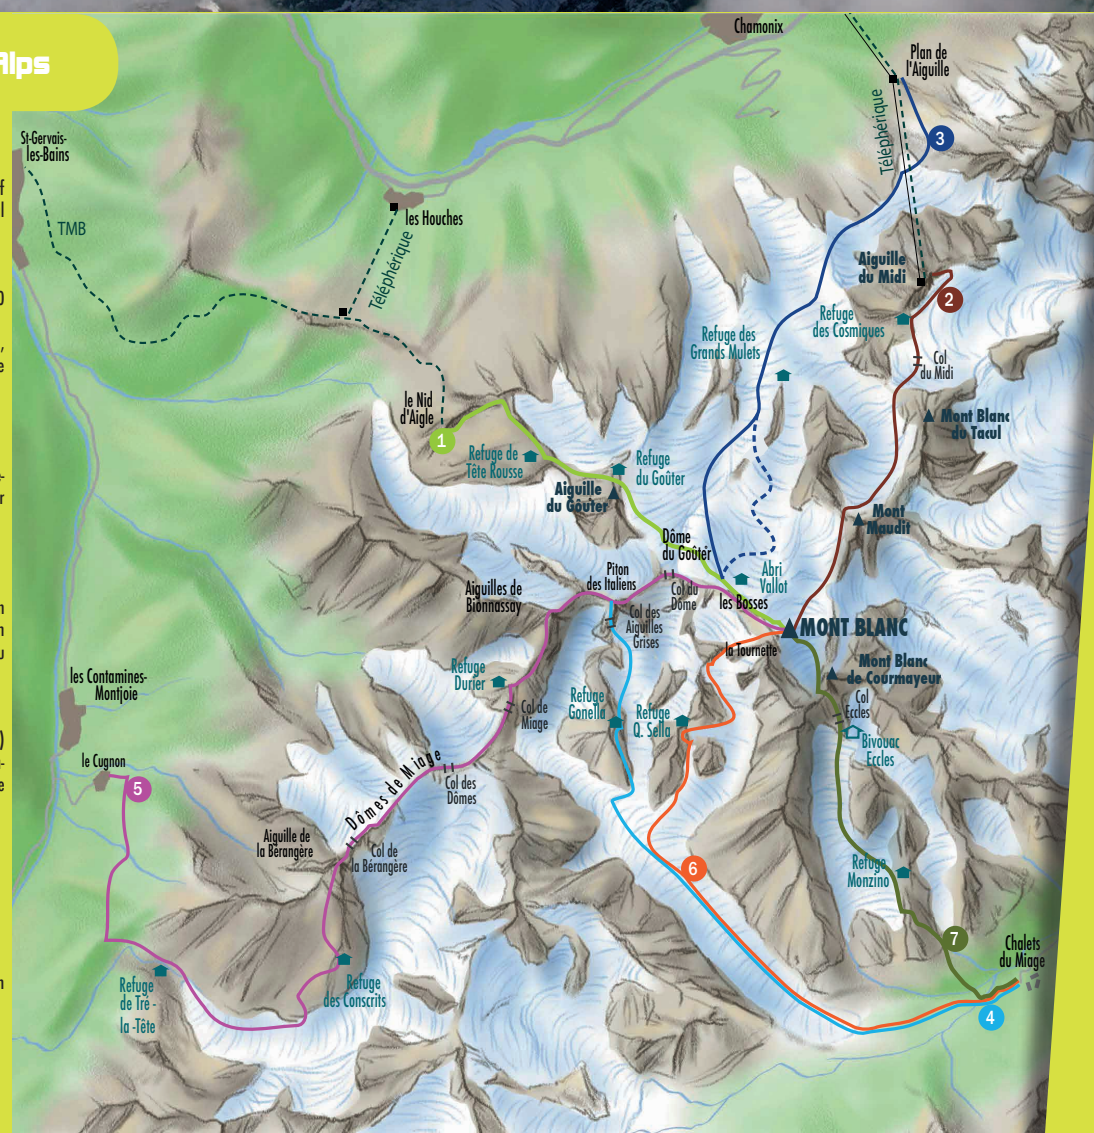 Alps
Chamonix
Plan de
l'Aiguille
Téléphérique
3
St-Gervais-
les-Bains
TMB
les Houches
Téléphérique
Aiguille
du Midi
2
Refuge
des Cosmiques
Refuge des
Grands Mulets
Col
du Midi
le Nid
d'Aigle
1
Mont Blanc
du Tacul
Refuge de
Tête Rousse
Refuge
du Goûter
Aiguille
du Goûter
Mont
Maudit
Dôme
du Goûter
Piton
des Italiens
Abri
Vallot
Aiguilles de
Bionnassay
Col du
Dôme
les Bosses
Col des
Aiguilles
Grises
MONT BLANC
la Tournette
Mont Blanc
de Courmayeur
Refuge
Durier
les Contamines-
Montjoie
Refuge
Gonella
Refuge
Q. Sella
Col
Eccles
Col de
Miage
Bivouac
Eccles
le Cugnon
5
Dômes de Miage
Col des
Dômes
Aiguille de
la Bérangère
Col de
la Bérangère
6
Refuge
Monzino
7
Chalets
du Miage
Refuge
de Tré -
la -Tête
Refuge
des Conscrits
4